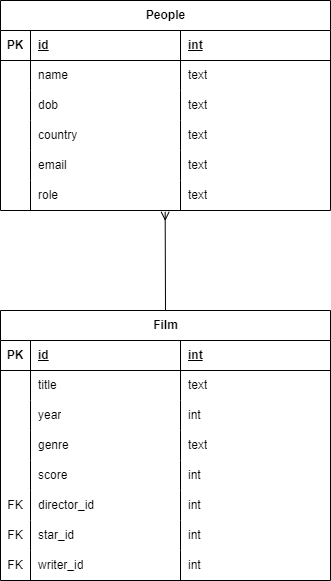 People
PK id int
name text
dob text
country text
email text
role text
Film
PK id int
title text
year int
genre text
score int
FK director_id int
FK star_id int
FK writer_id int